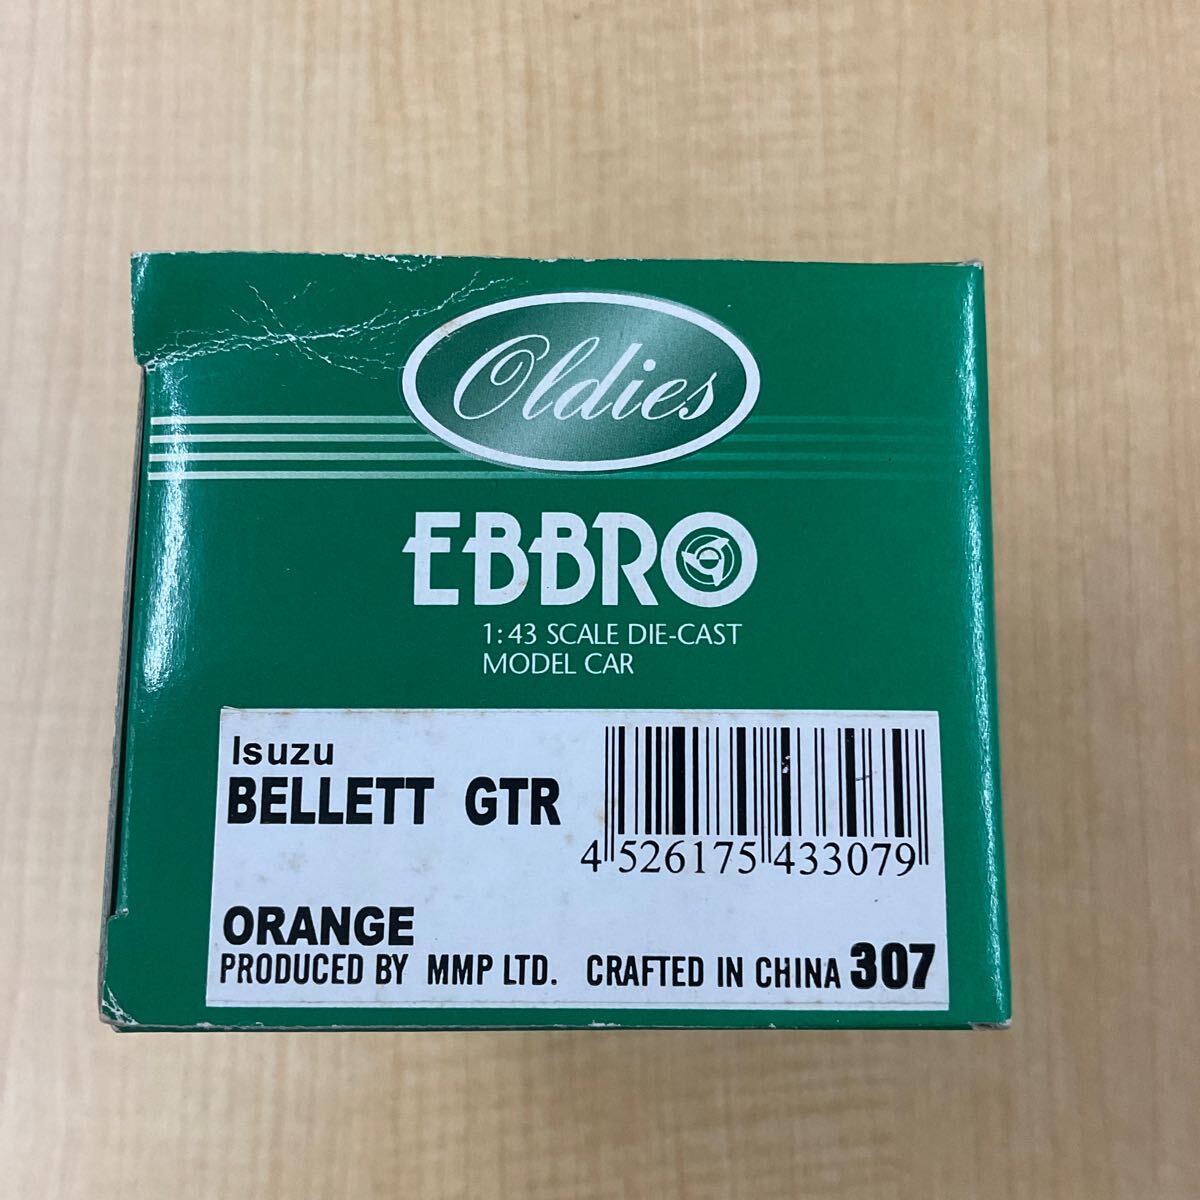 Oldies
EBBRO
1:43 SCALE DIE-CAST
MODEL CAR
Isuzu
BELLETT GTR
4 526175 433079
ORANGE
PRODUCED BY MMP LTD. CRAFTED IN CHINA 307